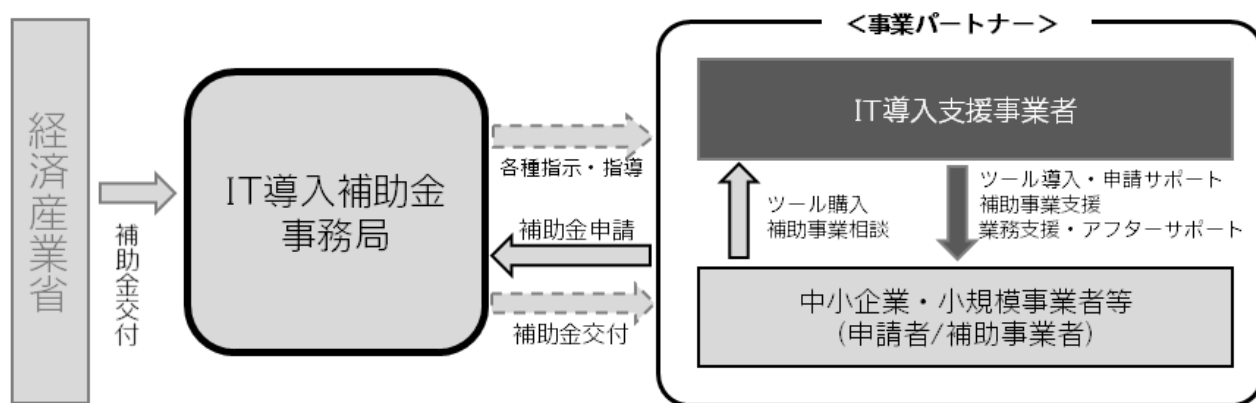 経済産業省
補助金交付
IT導入補助金
事務局
各種指示・指導
補助金申請
補助金交付
＜事業パートナー＞
IT導入支援事業者
ツール購入
補助事業相談
ツール導入・申請サポート
補助事業支援
業務支援・アフターサポート
中小企業・小規模事業者等
(申請者/補助事業者)